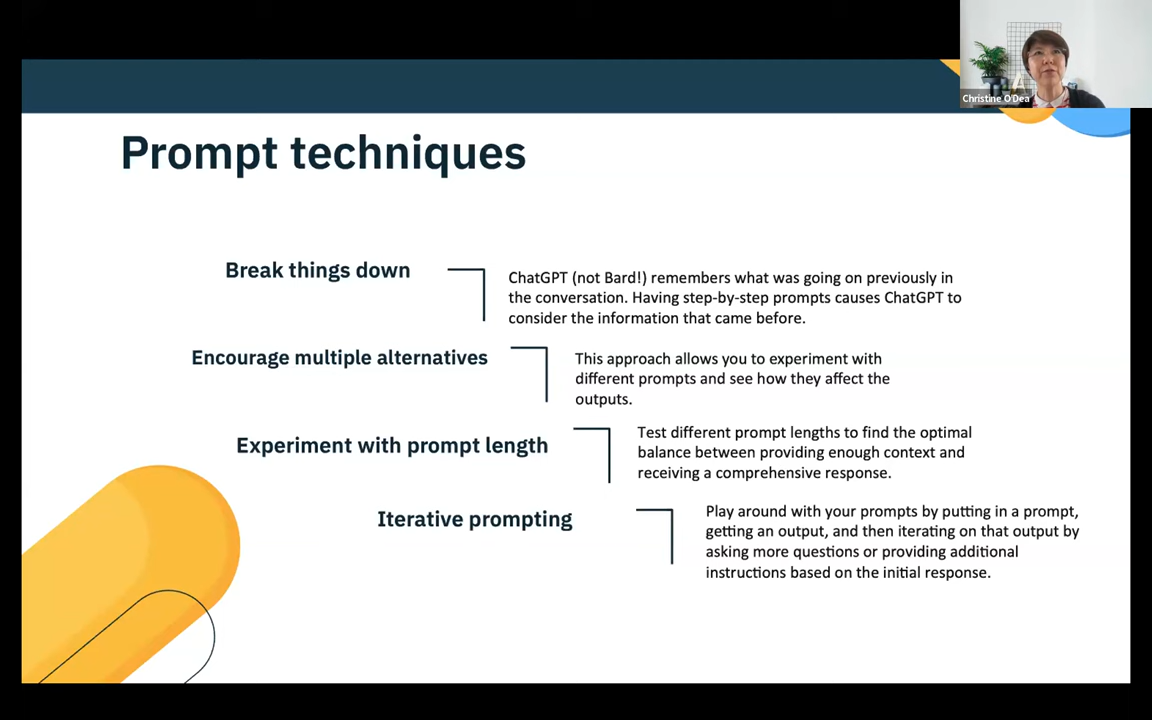 Christine O'Dea
Prompt techniques
Break things down
ChatGPT (not Bard!) remembers what was going on previously in
the conversation. Having step-by-step prompts causes ChatGPT to
consider the information that came before.
Encourage multiple alternatives
This approach allows you to experiment with
different prompts and see how they affect the
outputs.
Experiment with prompt length
Test different prompt lengths to find the optimal
balance between providing enough context and
receiving a comprehensive response.
Iterative prompting
Play around with your prompts by putting in a prompt,
getting an output, and then iterating on that output by
asking more questions or providing additional
instructions based on the initial response.